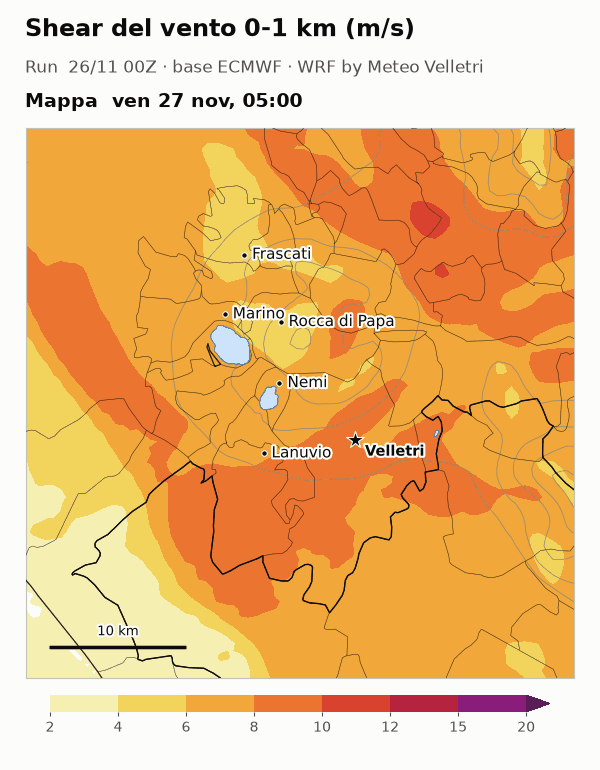 Shear del vento 0-1 km (m/s)
Run  26/11 00Z · base ECMWF · WRF by Meteo Velletri
Mappa  ven 27 nov, 05:00
Frascati
Marino
Rocca di Papa
Nemi
Velletri
Lanuvio
10 km
2 4 6 8 10 12 15 20